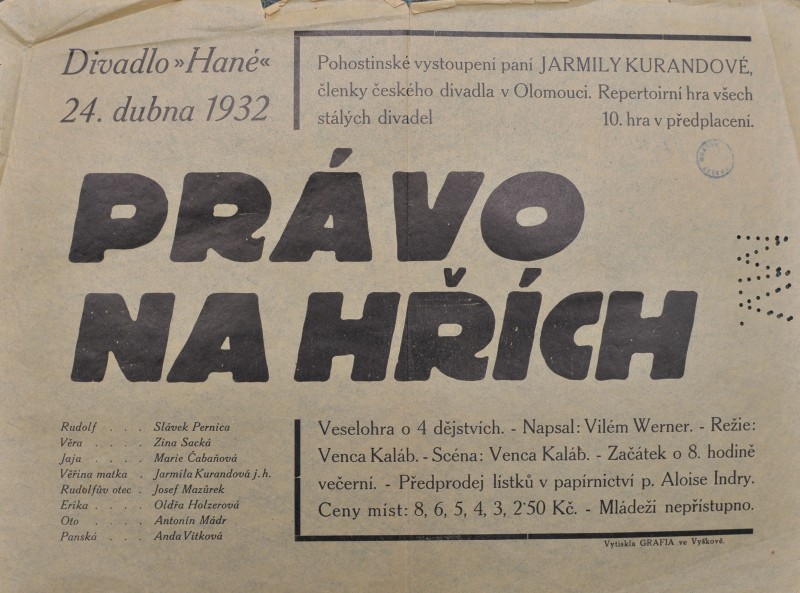 Divadlo »Hané«
24. dubna 1932
Pohostinské vystoupení paní JARMILY KURANDOVÉ,
členky českého divadla v Olomouci. Repertoirní hra všech
stálých divadel 10. hra v předplacení.
PRÁVO
NA HŘÍCH
Rudolf . . . . Slávek Pernica
Věra . . . . . Zina Sacká
Jaja . . . . . Marie Čabaňová
Věřina matka . Jarmila Kurandová j. h.
Rudolfův otec . Josef Mazůrek
Erika . . . . Oldřa Holzerová
Oto . . . . . Antonín Mádr
Panská . . . . Anda Vítková
Veselohra o 4 dějstvích. - Napsal: Vilém Werner. - Režie:
Venca Kaláb. - Scéna: Venca Kaláb. - Začátek o 8. hodině
večerní. - Předprodej lístků v papírnictví p. Aloise Indry.
Ceny míst: 8, 6, 5, 4, 3, 2·50 Kč. - Mládeží nepřístupno.
Vytiskla GRAFIA ve Vyškově.